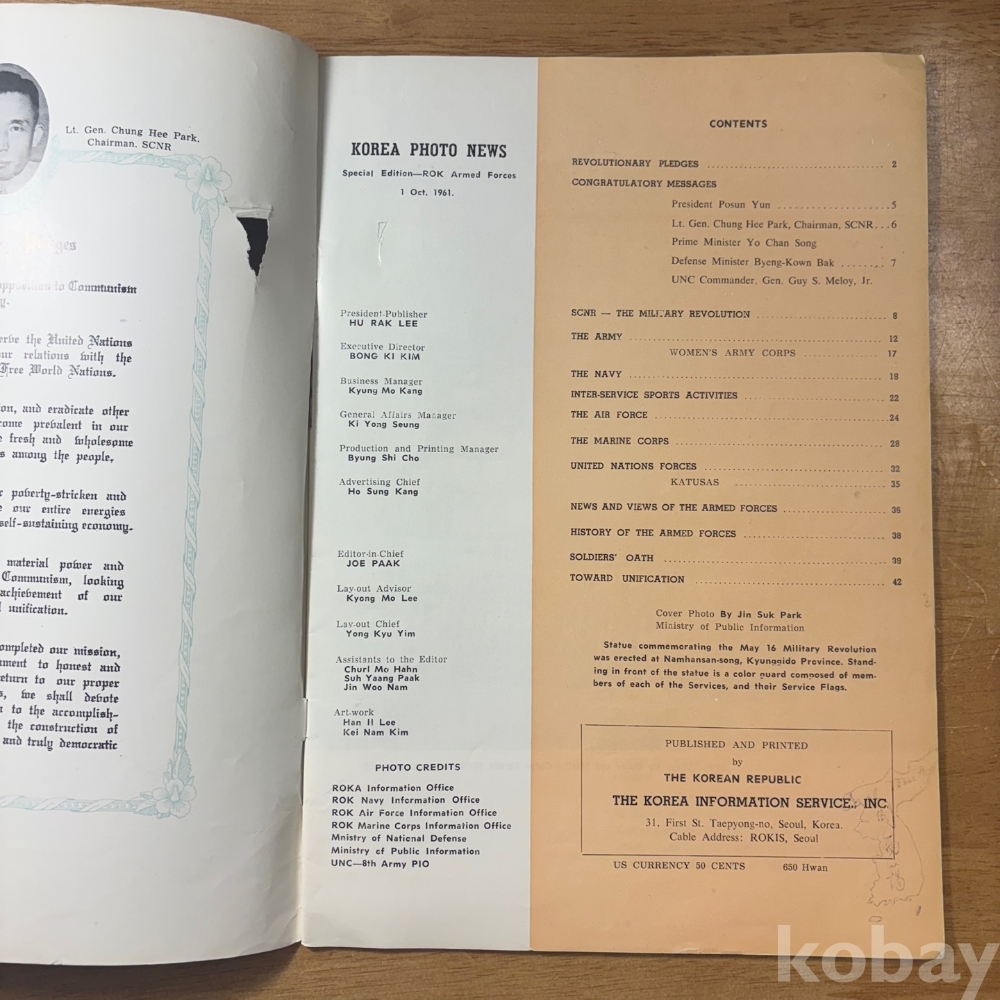 Lt. Gen. Chung Hee Park,
Chairman, SCNR
to Communism
the United Nations
relations with the
Free World Nations.
and eradicate other
prevalent in our
fresh and wholesome
among the people.
poverty-stricken and
our entire energies
self-sustaining economy.
material power and
Communism, looking
achievement of our
unification.
completed our mission,
to honest and
return to our proper
we shall devote
to the accomplish-
the construction of
and truly democratic
KOREA PHOTO NEWS
Special Edition—ROK Armed Forces
1 Oct. 1961.
President-Publisher
HU RAK LEE
Executive Director
BONG KI KIM
Business Manager
Kyung Mo Kang
General Affairs Manager
Ki Yong Seung
Production and Printing Manager
Byung Shi Cho
Advertising Chief
Ho Sung Kang
Editor-in-Chief
JOE PAAK
Lay-out Advisor
Kyong Mo Lee
Lay-out Chief
Yong Kyu Yim
Assistants to the Editor
Churl Mo Hahn
Suh Yaang Paak
Jin Woo Nam
Art-work
Han Il Lee
Kei Nam Kim
PHOTO CREDITS
ROKA Information Office
ROK Navy Information Office
ROK Air Force Information Office
ROK Marine Corps Information Office
Mnistry of National Defense
Ministry of Public Information
UNC—8th Army PIO
CONTENTS
REVOLUTIONARY PLEDGES ........ 2
CONGRATULATORY MESSAGES
President Posun Yun ........ 5
Lt. Gen. Chung Hee Park, Chairman, SCNR... 6
Prime Minister Yo Chan Song
Defense Minister Byeng-Kown Bak ........ 7
UNC Commander, Gen. Guy S. Meloy, Jr.
SCNR — THE MILITARY REVOLUTION ........ 8
THE ARMY ........ 12
WOMEN'S ARMY CORPS ........ 17
THE NAVY ........ 18
INTER-SERVICE SPORTS ACTIVITIES ........ 22
THE AIR FORCE ........ 24
THE MARINE CORPS ........ 28
UNITED NATIONS FORCES ........ 32
KATUSAS ........ 35
NEWS AND VIEWS OF THE ARMED FORCES ........ 36
HISTORY OF THE ARMED FORCES ........ 38
SOLDIERS' OATH ........ 39
TOWARD UNIFICATION ........ 42
Cover Photo By Jin Suk Park
Ministry of Public Information
Statue commemorating the May 16 Military Revolution
was erected at Namhansan-song, Kyunggido Province. Stand-
ing in front of the statue is a color guard composed of mem-
bers of each of the Services, and their Service Flags.
PUBLISHED AND PRINTED
by
THE KOREAN REPUBLIC
THE KOREA INFORMATION SERVICE., INC
31, First St. Taepyong-no, Seoul, Korea.
Cable Address: ROKIS, Seoul
US CURRENCY 50 CENTS 650 Hwan
kobay